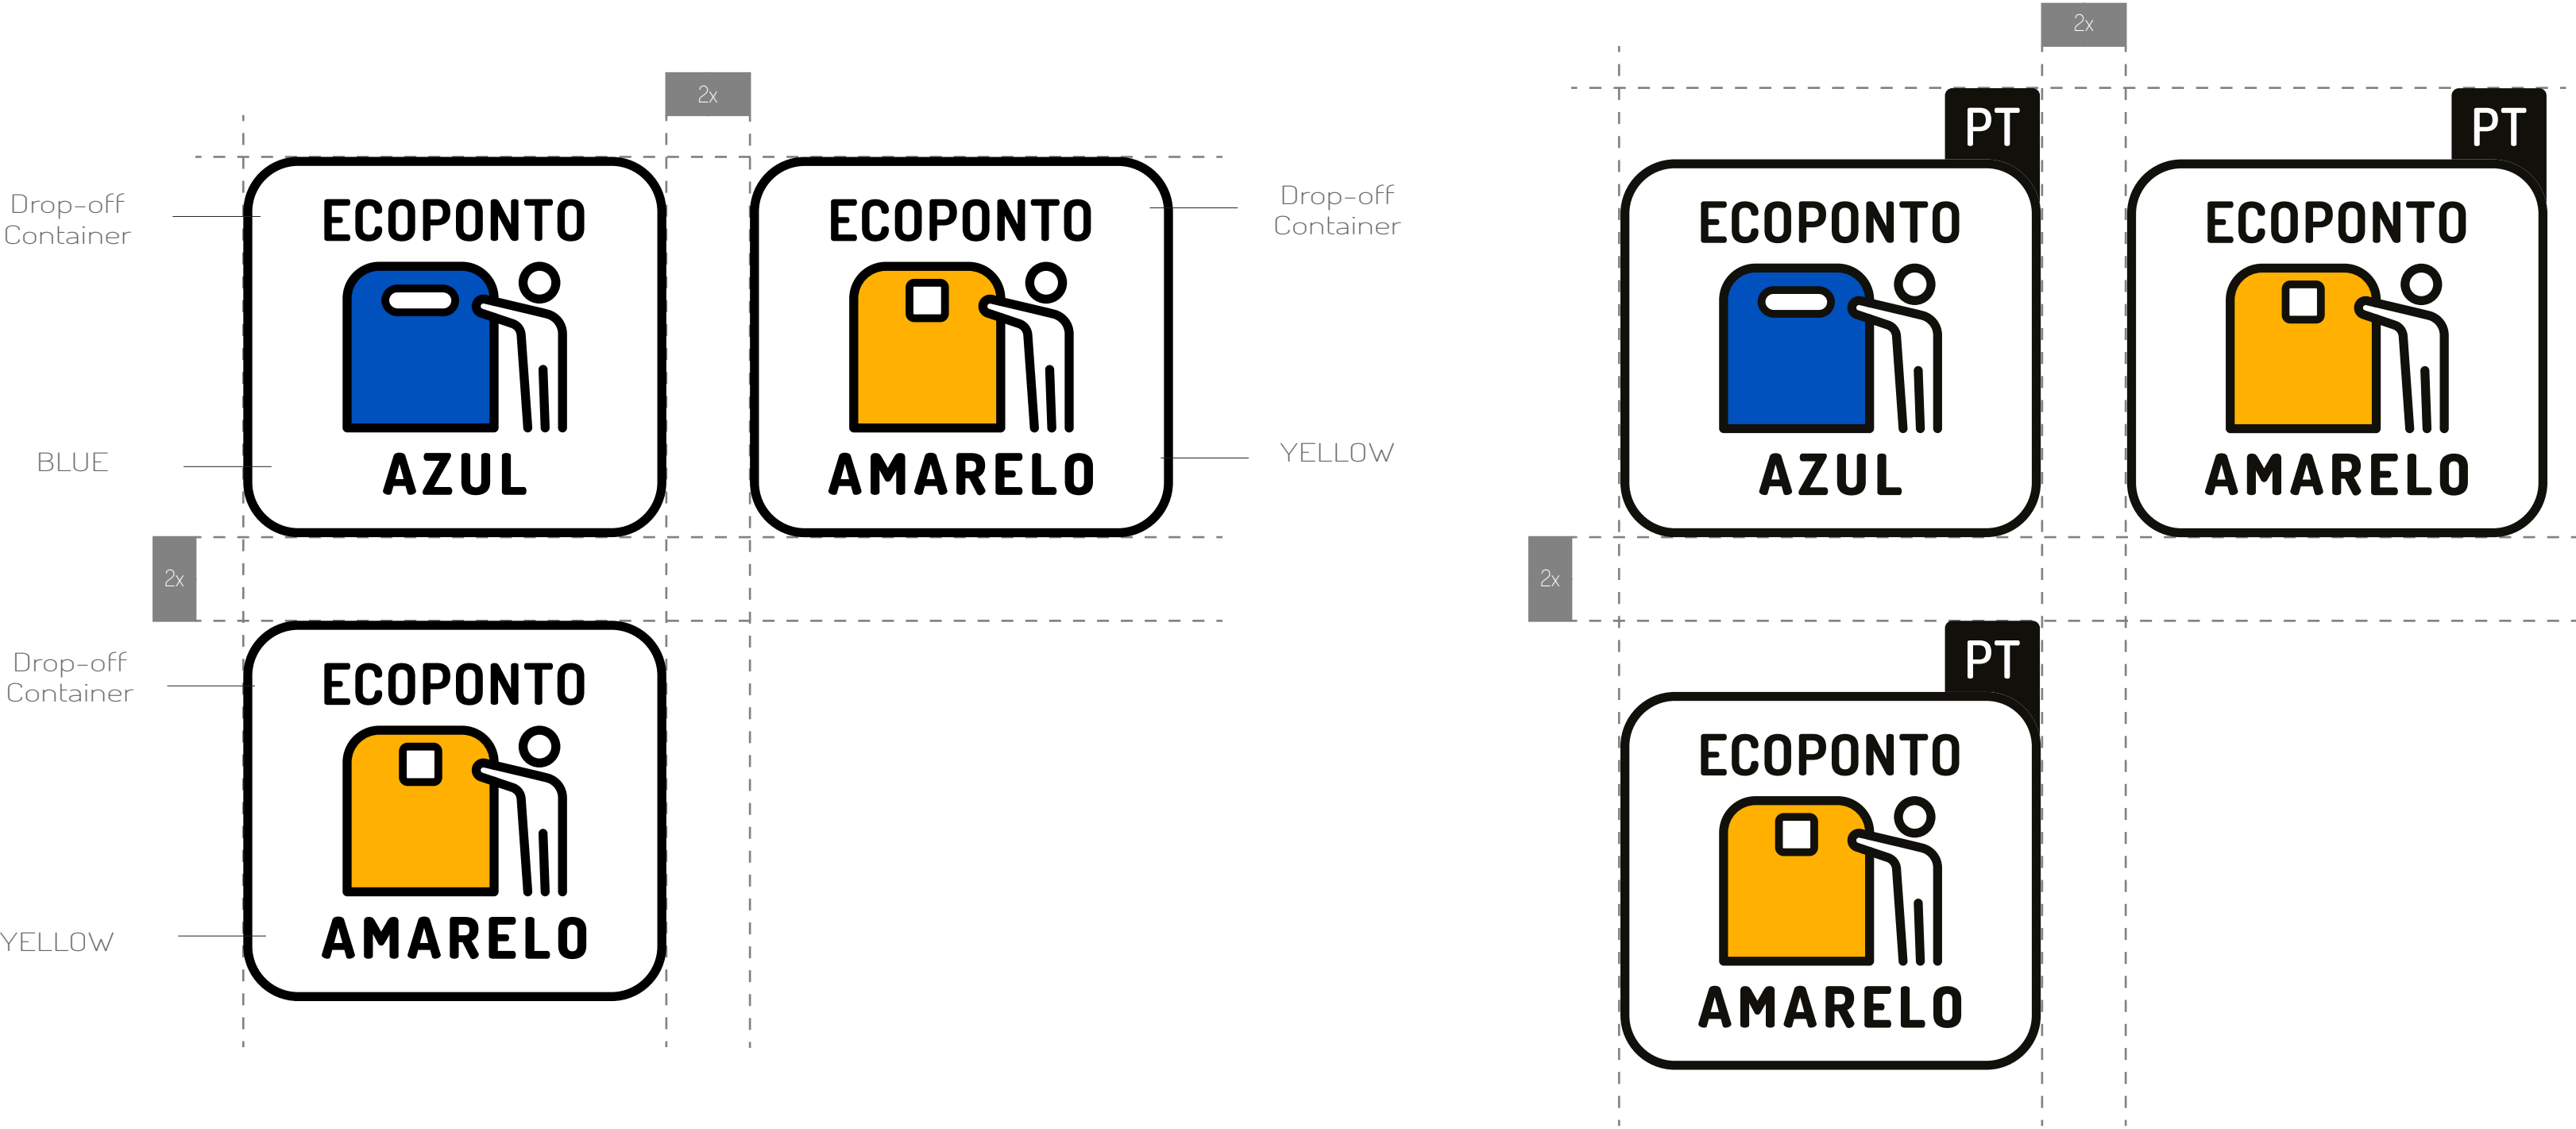 2x
Drop-off
Container
ECOPONTO
AZUL
BLUE
ECOPONTO
AMARELO
Drop-off
Container
YELLOW
2x
Drop-off
Container
ECOPONTO
AMARELO
YELLOW
2x
PT
ECOPONTO
AZUL
PT
ECOPONTO
AMARELO
2x
PT
ECOPONTO
AMARELO